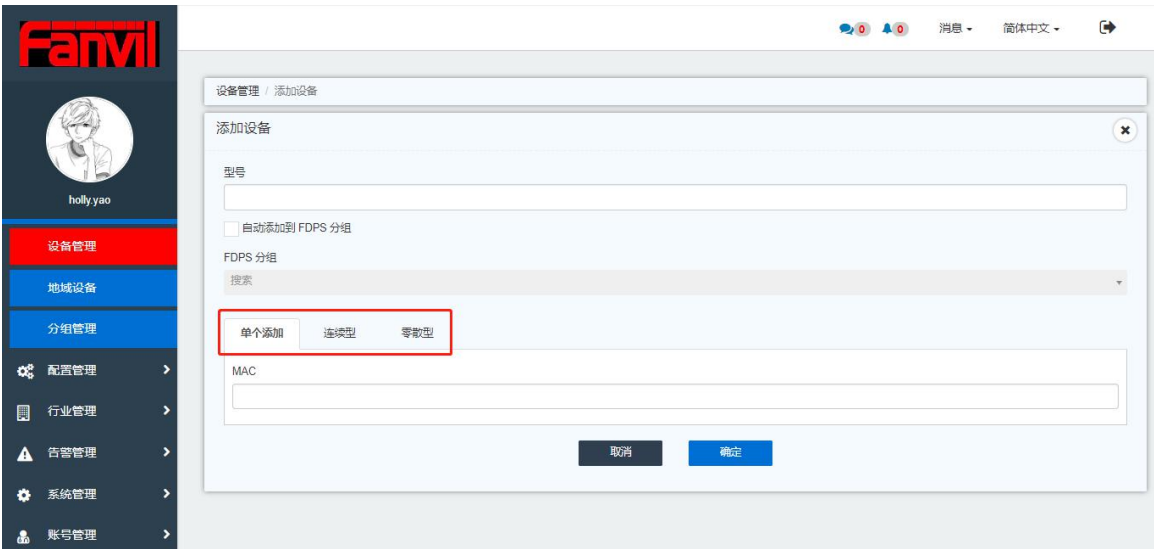 Fanvil
0 0 消息 简体中文
设备管理 / 添加设备
添加设备
型号
holly.yao
自动添加到 FDPS 分组
设备管理
FDPS 分组
地域设备
搜索
分组管理
单个添加 连续型 零散型
配置管理
MAC
行业管理
告警管理
取消 确定
系统管理
账号管理